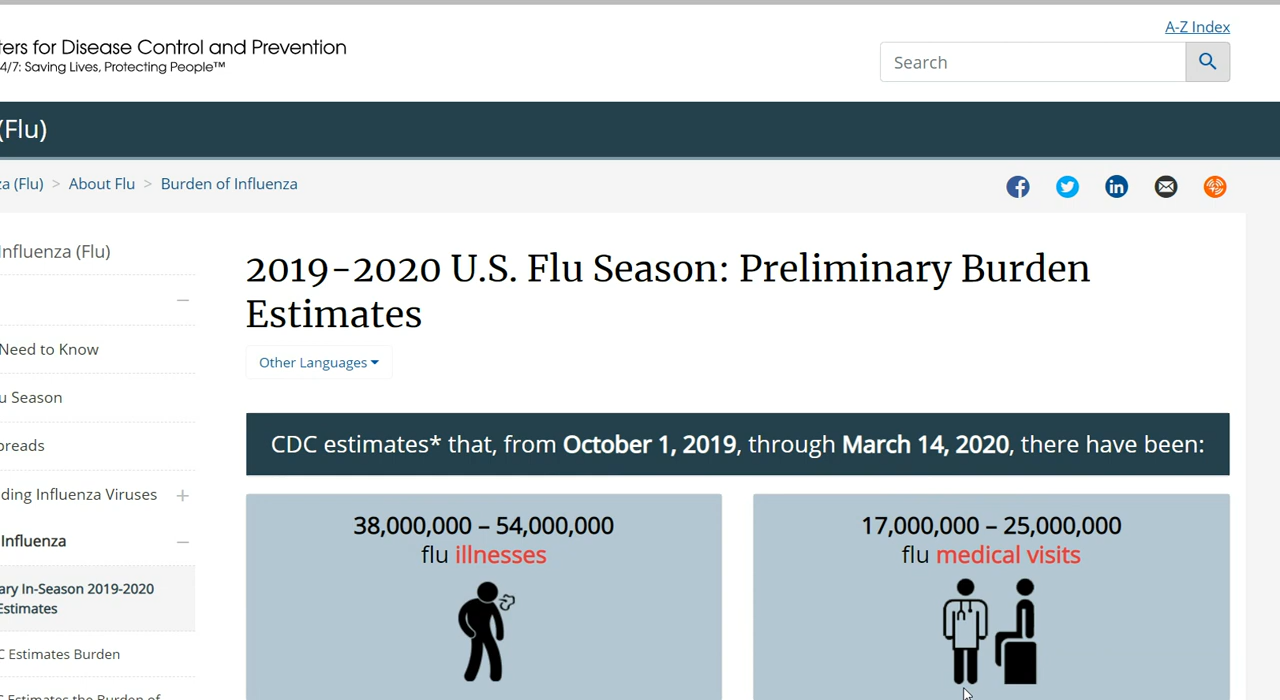 A-Z Index
ters for Disease Control and Prevention
4/7: Saving Lives, Protecting People™
Search
(Flu)
za (Flu) > About Flu > Burden of Influenza
Influenza (Flu)
Need to Know
u Season
preads
ding Influenza Viruses
Influenza
ary In-Season 2019-2020
Estimates
C Estimates Burden
C Estimates the Burden of
2019-2020 U.S. Flu Season: Preliminary Burden
Estimates
Other Languages
CDC estimates* that, from October 1, 2019, through March 14, 2020, there have been:
38,000,000 – 54,000,000
flu illnesses
17,000,000 – 25,000,000
flu medical visits